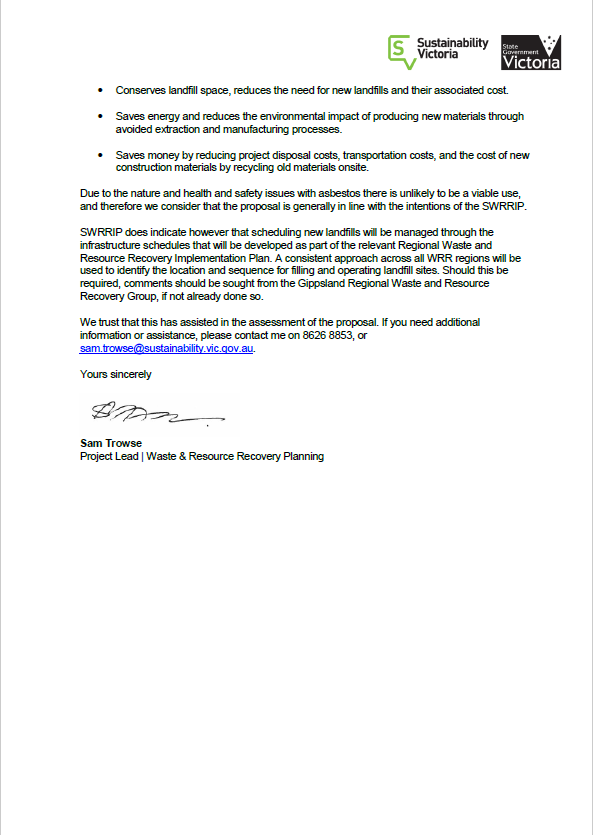 Sustainability
Victoria
State
Government
Victoria
• Conserves landfill space, reduces the need for new landfills and their associated cost.
• Saves energy and reduces the environmental impact of producing new materials through
avoided extraction and manufacturing processes.
• Saves money by reducing project disposal costs, transportation costs, and the cost of new
construction materials by recycling old materials onsite.
Due to the nature and health and safety issues with asbestos there is unlikely to be a viable use,
and therefore we consider that the proposal is generally in line with the intentions of the SWRRIP.
SWRRIP does indicate however that scheduling new landfills will be managed through the
infrastructure schedules that will be developed as part of the relevant Regional Waste and
Resource Recovery Implementation Plan. A consistent approach across all WRR regions will be
used to identify the location and sequence for filling and operating landfill sites. Should this be
required, comments should be sought from the Gippsland Regional Waste and Resource
Recovery Group, if not already done so.
We trust that this has assisted in the assessment of the proposal. If you need additional
information or assistance, please contact me on 8626 8853, or
sam.trowse@sustainability.vic.gov.au.
Yours sincerely
Sam Trowse
Project Lead | Waste & Resource Recovery Planning